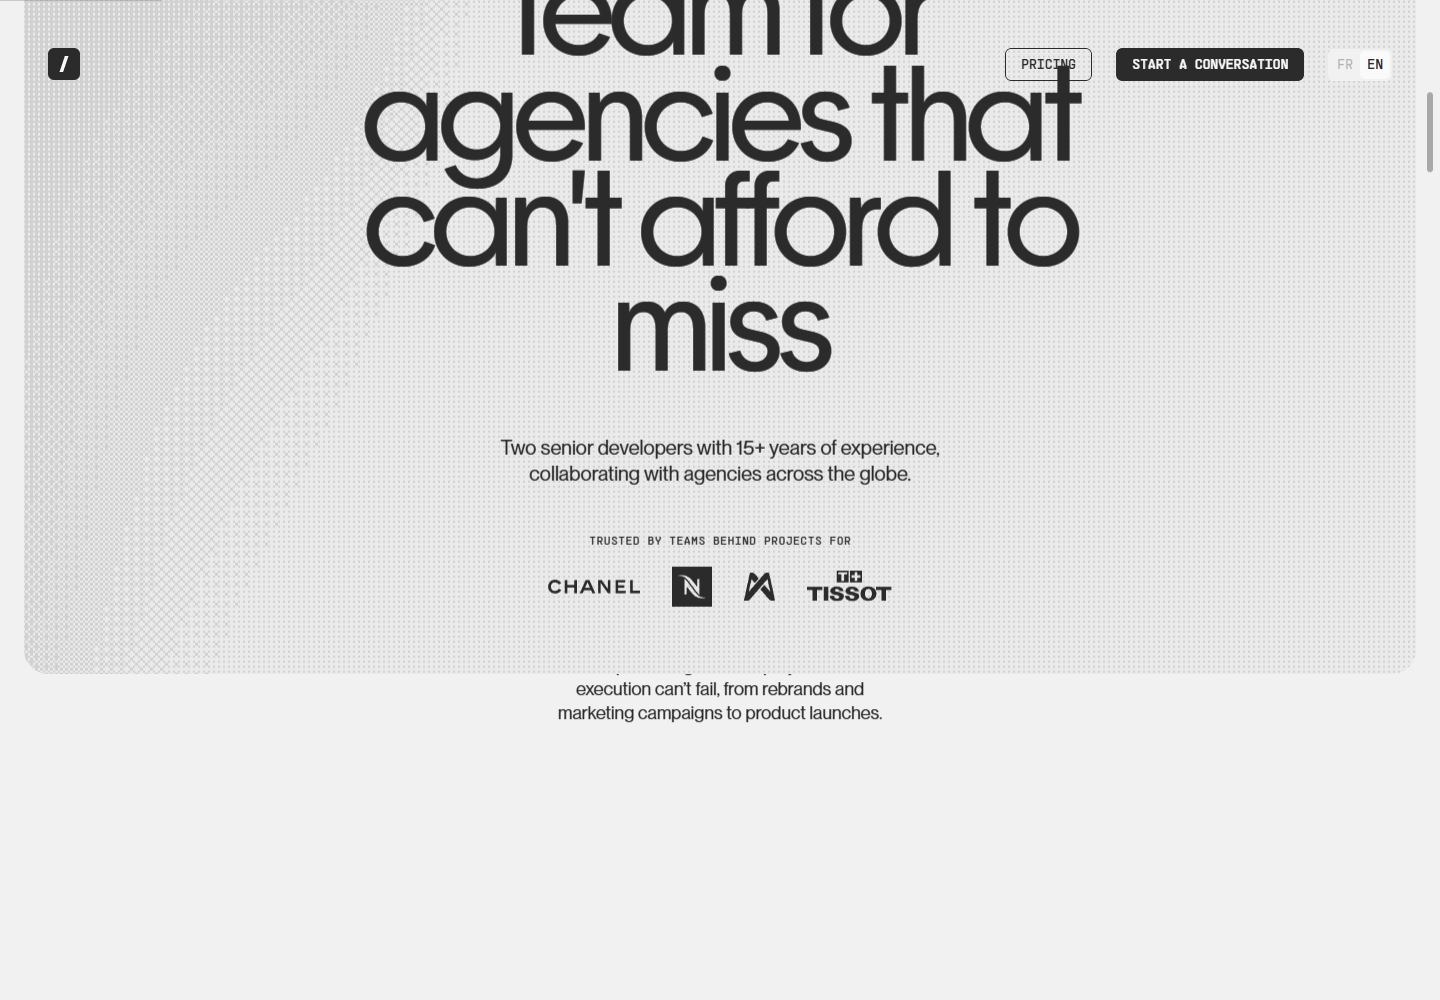 team for
PRICING
START A CONVERSATION
FR EN
agencies that
can't afford to
miss
Two senior developers with 15+ years of experience,
collaborating with agencies across the globe.
TRUSTED BY TEAMS BEHIND PROJECTS FOR
CHANEL
N
T+
TISSOT
execution can’t fail, from rebrands and
marketing campaigns to product launches.